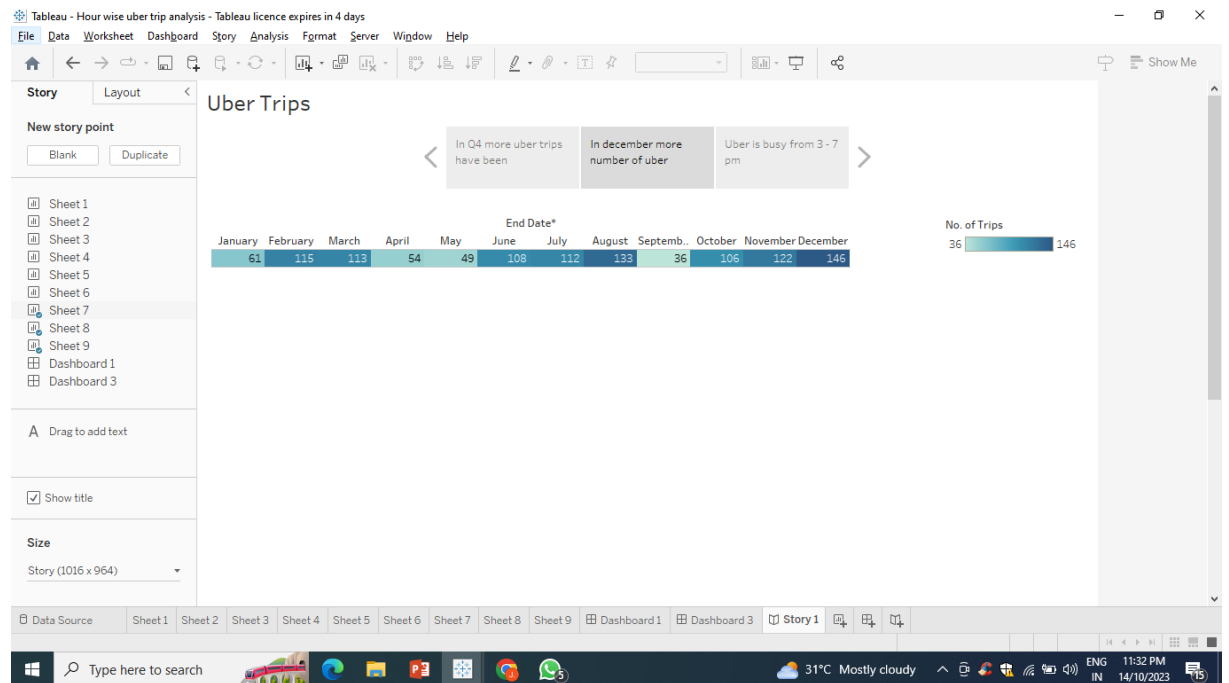 Tableau - Hour wise uber trip analysis - Tableau licence expires in 4 days
File Data Worksheet Dashboard Story Analysis Format Server Window Help
Show Me
Story Layout
New story point
Blank Duplicate
Sheet 1
Sheet 2
Sheet 3
Sheet 4
Sheet 5
Sheet 6
Sheet 7
Sheet 8
Sheet 9
Dashboard 1
Dashboard 3
A Drag to add text
Show title
Size
Story (1016 x 964)
Uber Trips
In Q4 more uber trips
have been
In december more
number of uber
Uber is busy from 3 - 7
pm
End Date*
January February March April May June July August Septemb.. October November December
61 115 113 54 49 108 112 133 36 106 122 146
No. of Trips
36 146
Data Source Sheet 1 Sheet 2 Sheet 3 Sheet 4 Sheet 5 Sheet 6 Sheet 7 Sheet 8 Sheet 9 Dashboard 1 Dashboard 3 Story 1
Type here to search
5
31°C Mostly cloudy
ENG
IN
11:32 PM
14/10/2023
15